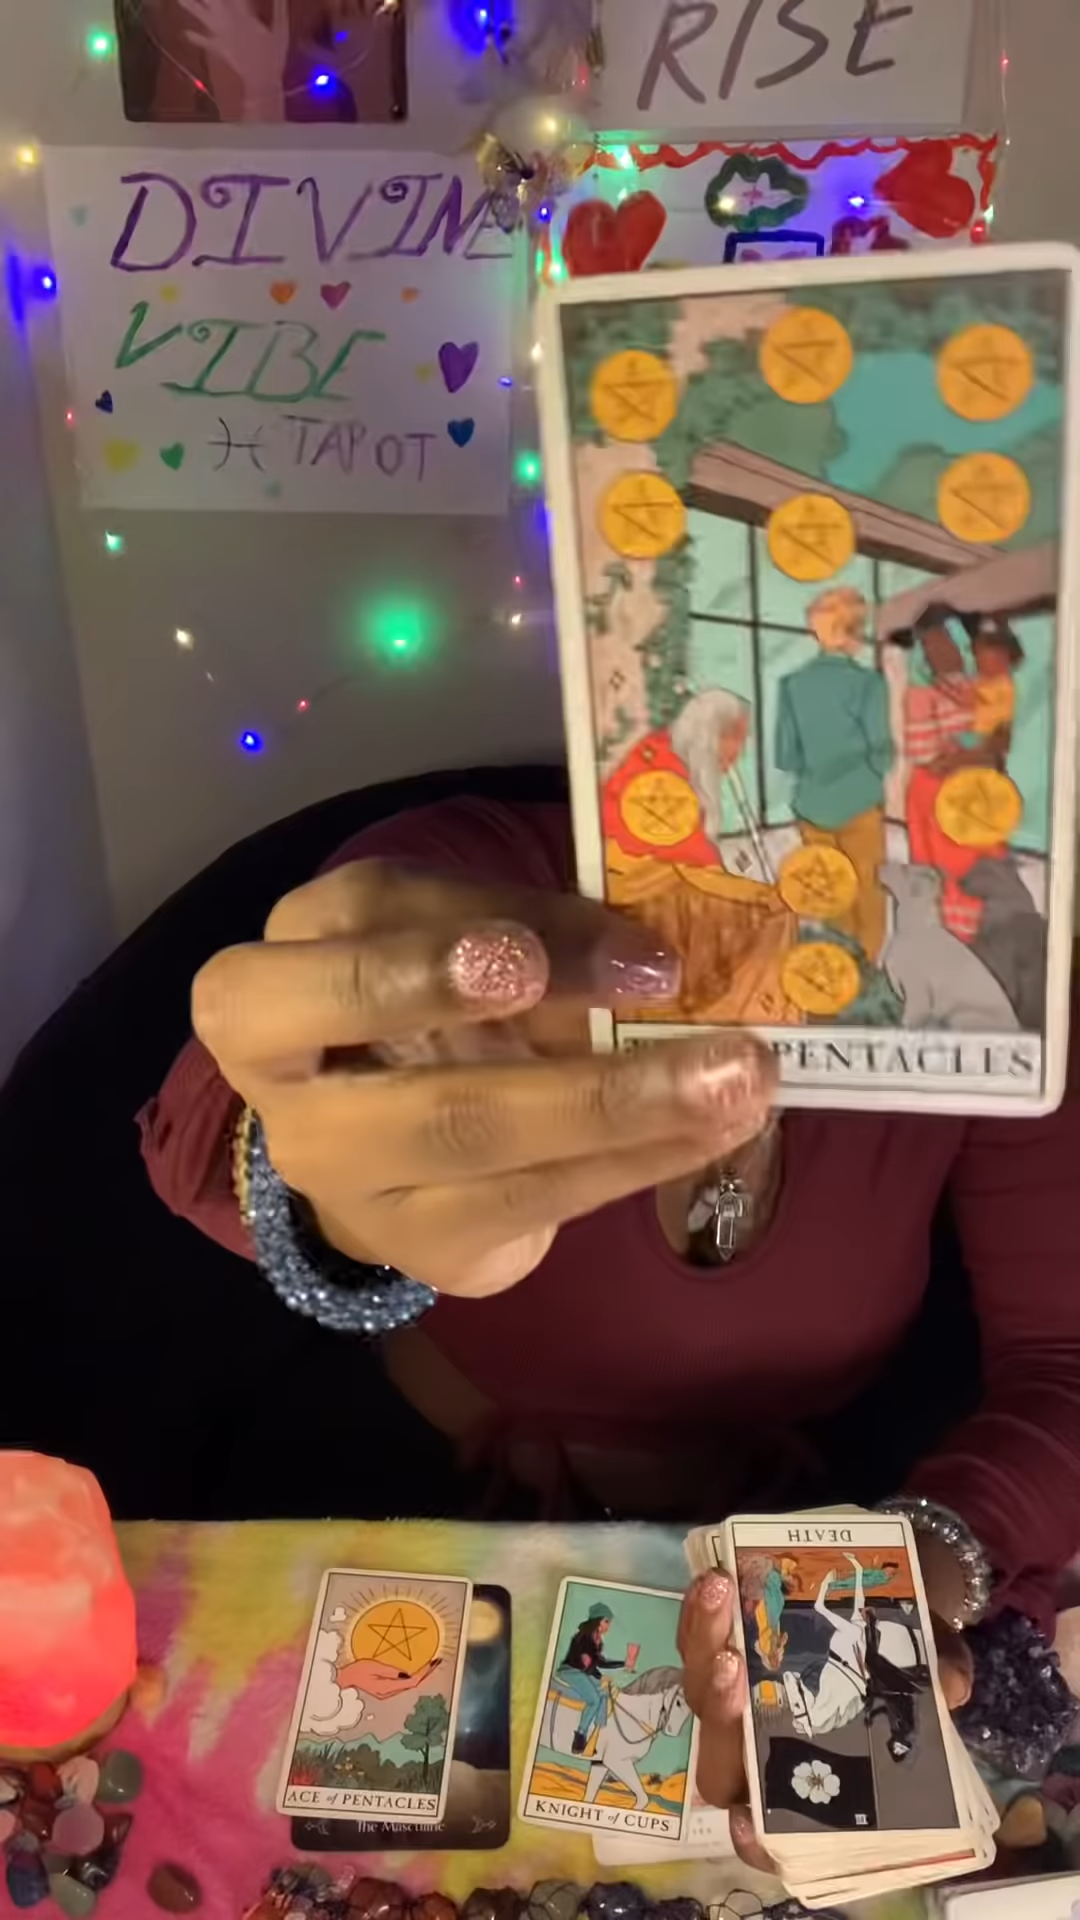 RISE
DIVINE
VIBE
♓ TAROT
PENTACLES
DEATH
ACE of PENTACLES
The Masculine
KNIGHT of CUPS